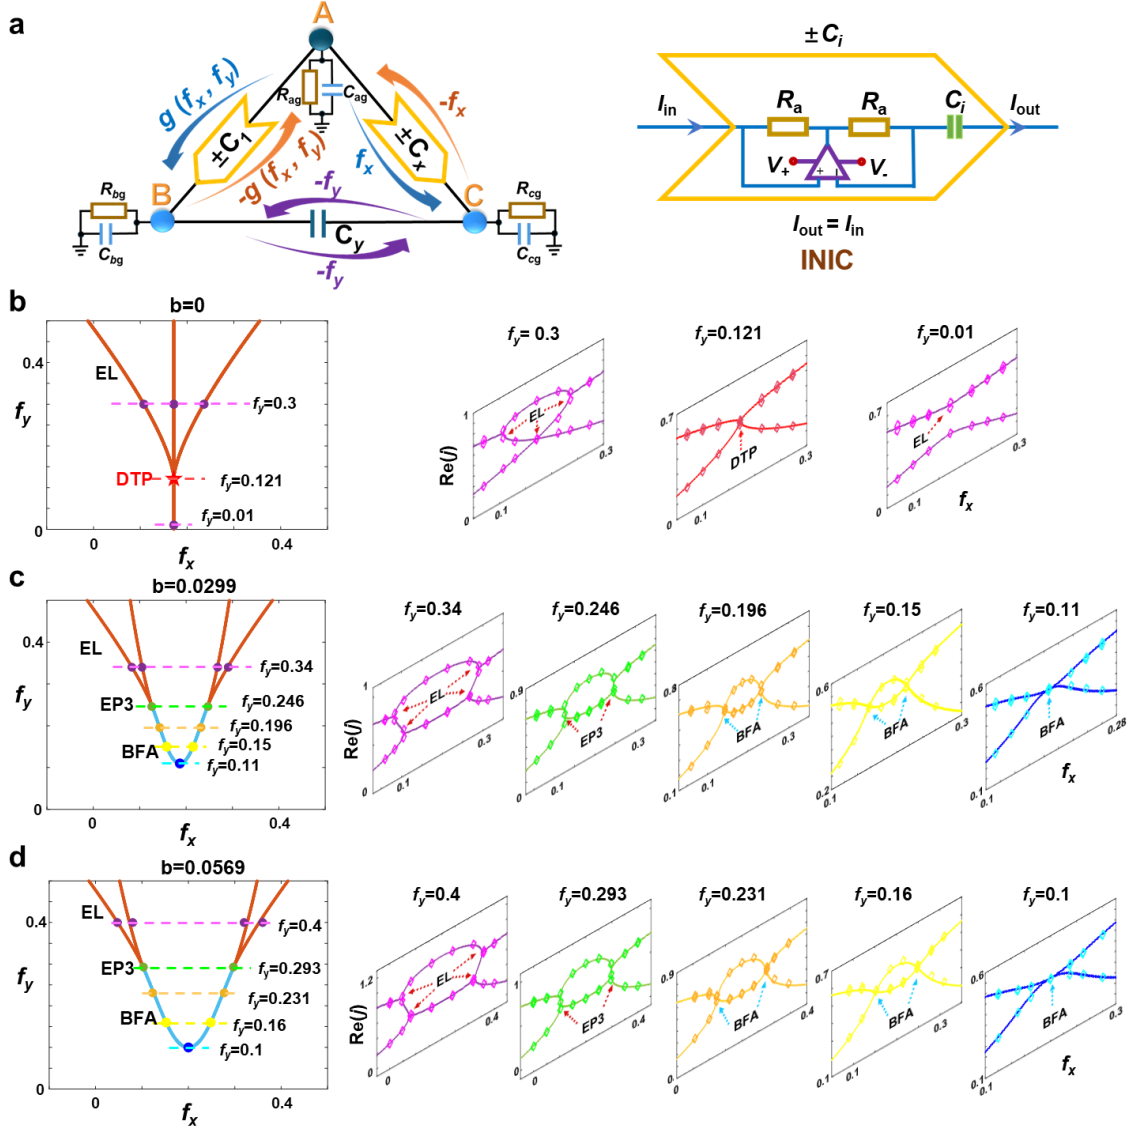 a
A
g (fx, fy)
-fx
Rag
Cag
±C1
±Cx
-g (fx, fy)
fx
B
C
-fy
Cy
-fy
Rbg
Cbg
Rcg
Ccg
±Ci
Iin
Ra
Ra
Ci
Iout
V+
V-
+
-
Iout = Iin
INIC
b
b=0
0.4
EL
fy
fy=0.3
DTP
fy=0.121
fy=0.01
0
0
0.4
fx
fy= 0.3
1
EL
Re(j)
0
0.1
0.3
fy=0.121
0.7
DTP
0
0.1
0.3
fy=0.01
0.7
EL
0
0.1
0.3
fx
c
b=0.0299
0.4
EL
fy=0.34
fy
EP3
fy=0.246
fy=0.196
BFA
fy=0.15
fy=0.11
0
0
0.4
fx
fy=0.34
1
EL
Re(j)
0
0.1
0.3
fy=0.246
0.9
EP3
0
0.1
0.3
fy=0.196
0.8
BFA
0.1
0.1
0.3
fy=0.15
0.6
BFA
0.2
0.1
0.3
fy=0.11
0.6
BFA
0.1
0.1
0.28
fx
d
b=0.0569
0.4
EL
fy=0.4
fy
EP3
fy=0.293
fy=0.231
BFA
fy=0.16
fy=0.1
0
0
0.4
fx
fy=0.4
1.2
EL
Re(j)
0
0
0.4
fy=0.293
1
EP3
0
0
0.4
fy=0.231
0.9
BFA
0.
0
0.4
fy=0.16
0.7
BFA
0.1
0.1
0.3
fy=0.1
0.6
BFA
0.1
0.1
0.3
fx